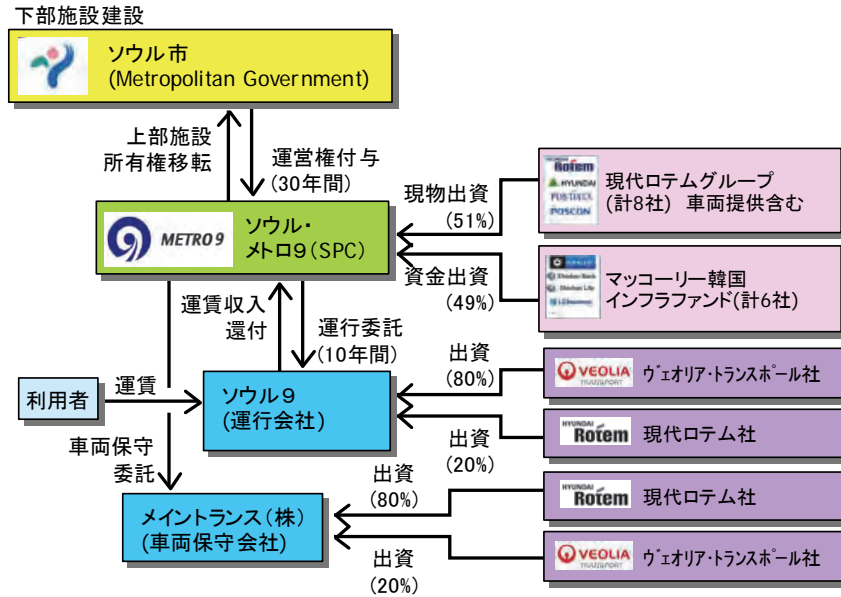 下部施設建設
ソウル市
(Metropolitan Government)
上部施設
所有権移転
運営権付与
(30年間)
METRO 9
ソウル・
メトロ9(SPC)
現物出資
(51%)
HYUNDAI
Rotem
HYUNDAI
POSCON
現代ロテムグループ
(計8社) 車両提供含む
資金出資
(49%)
Shinhan Bank
Shinhan Life
マッコーリー韓国
インフラファンド(計6社)
運賃収入
還付
運行委託
(10年間)
利用者
運賃
ソウル9
(運行会社)
出資
(80%)
VEOLIA
TRANSPORT
ヴェオリア・トランスポール社
出資
(20%)
HYUNDAI
Rotem
現代ロテム社
車両保守
委託
メイントランス(株)
(車両保守会社)
出資
(80%)
HYUNDAI
Rotem
現代ロテム社
出資
(20%)
VEOLIA
TRANSPORT
ヴェオリア・トランスポール社